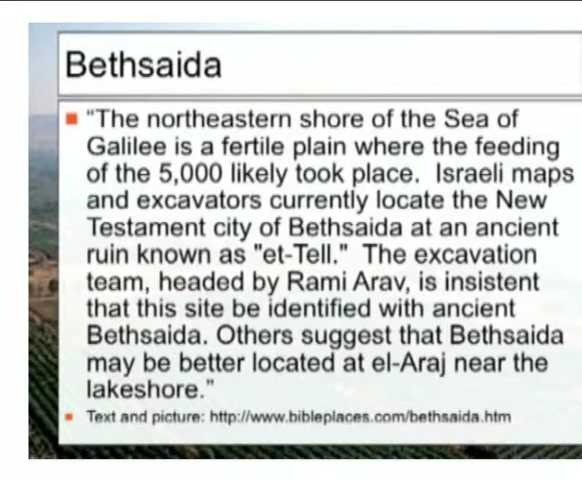 Bethsaida
"The northeastern shore of the Sea of
Galilee is a fertile plain where the feeding
of the 5,000 likely took place.  Israeli maps
and excavators currently locate the New
Testament city of Bethsaida at an ancient
ruin known as "et-Tell."  The excavation
team, headed by Rami Arav, is insistent
that this site be identified with ancient
Bethsaida. Others suggest that Bethsaida
may be better located at el-Araj near the
lakeshore."
Text and picture: http://www.bibleplaces.com/bethsaida.htm